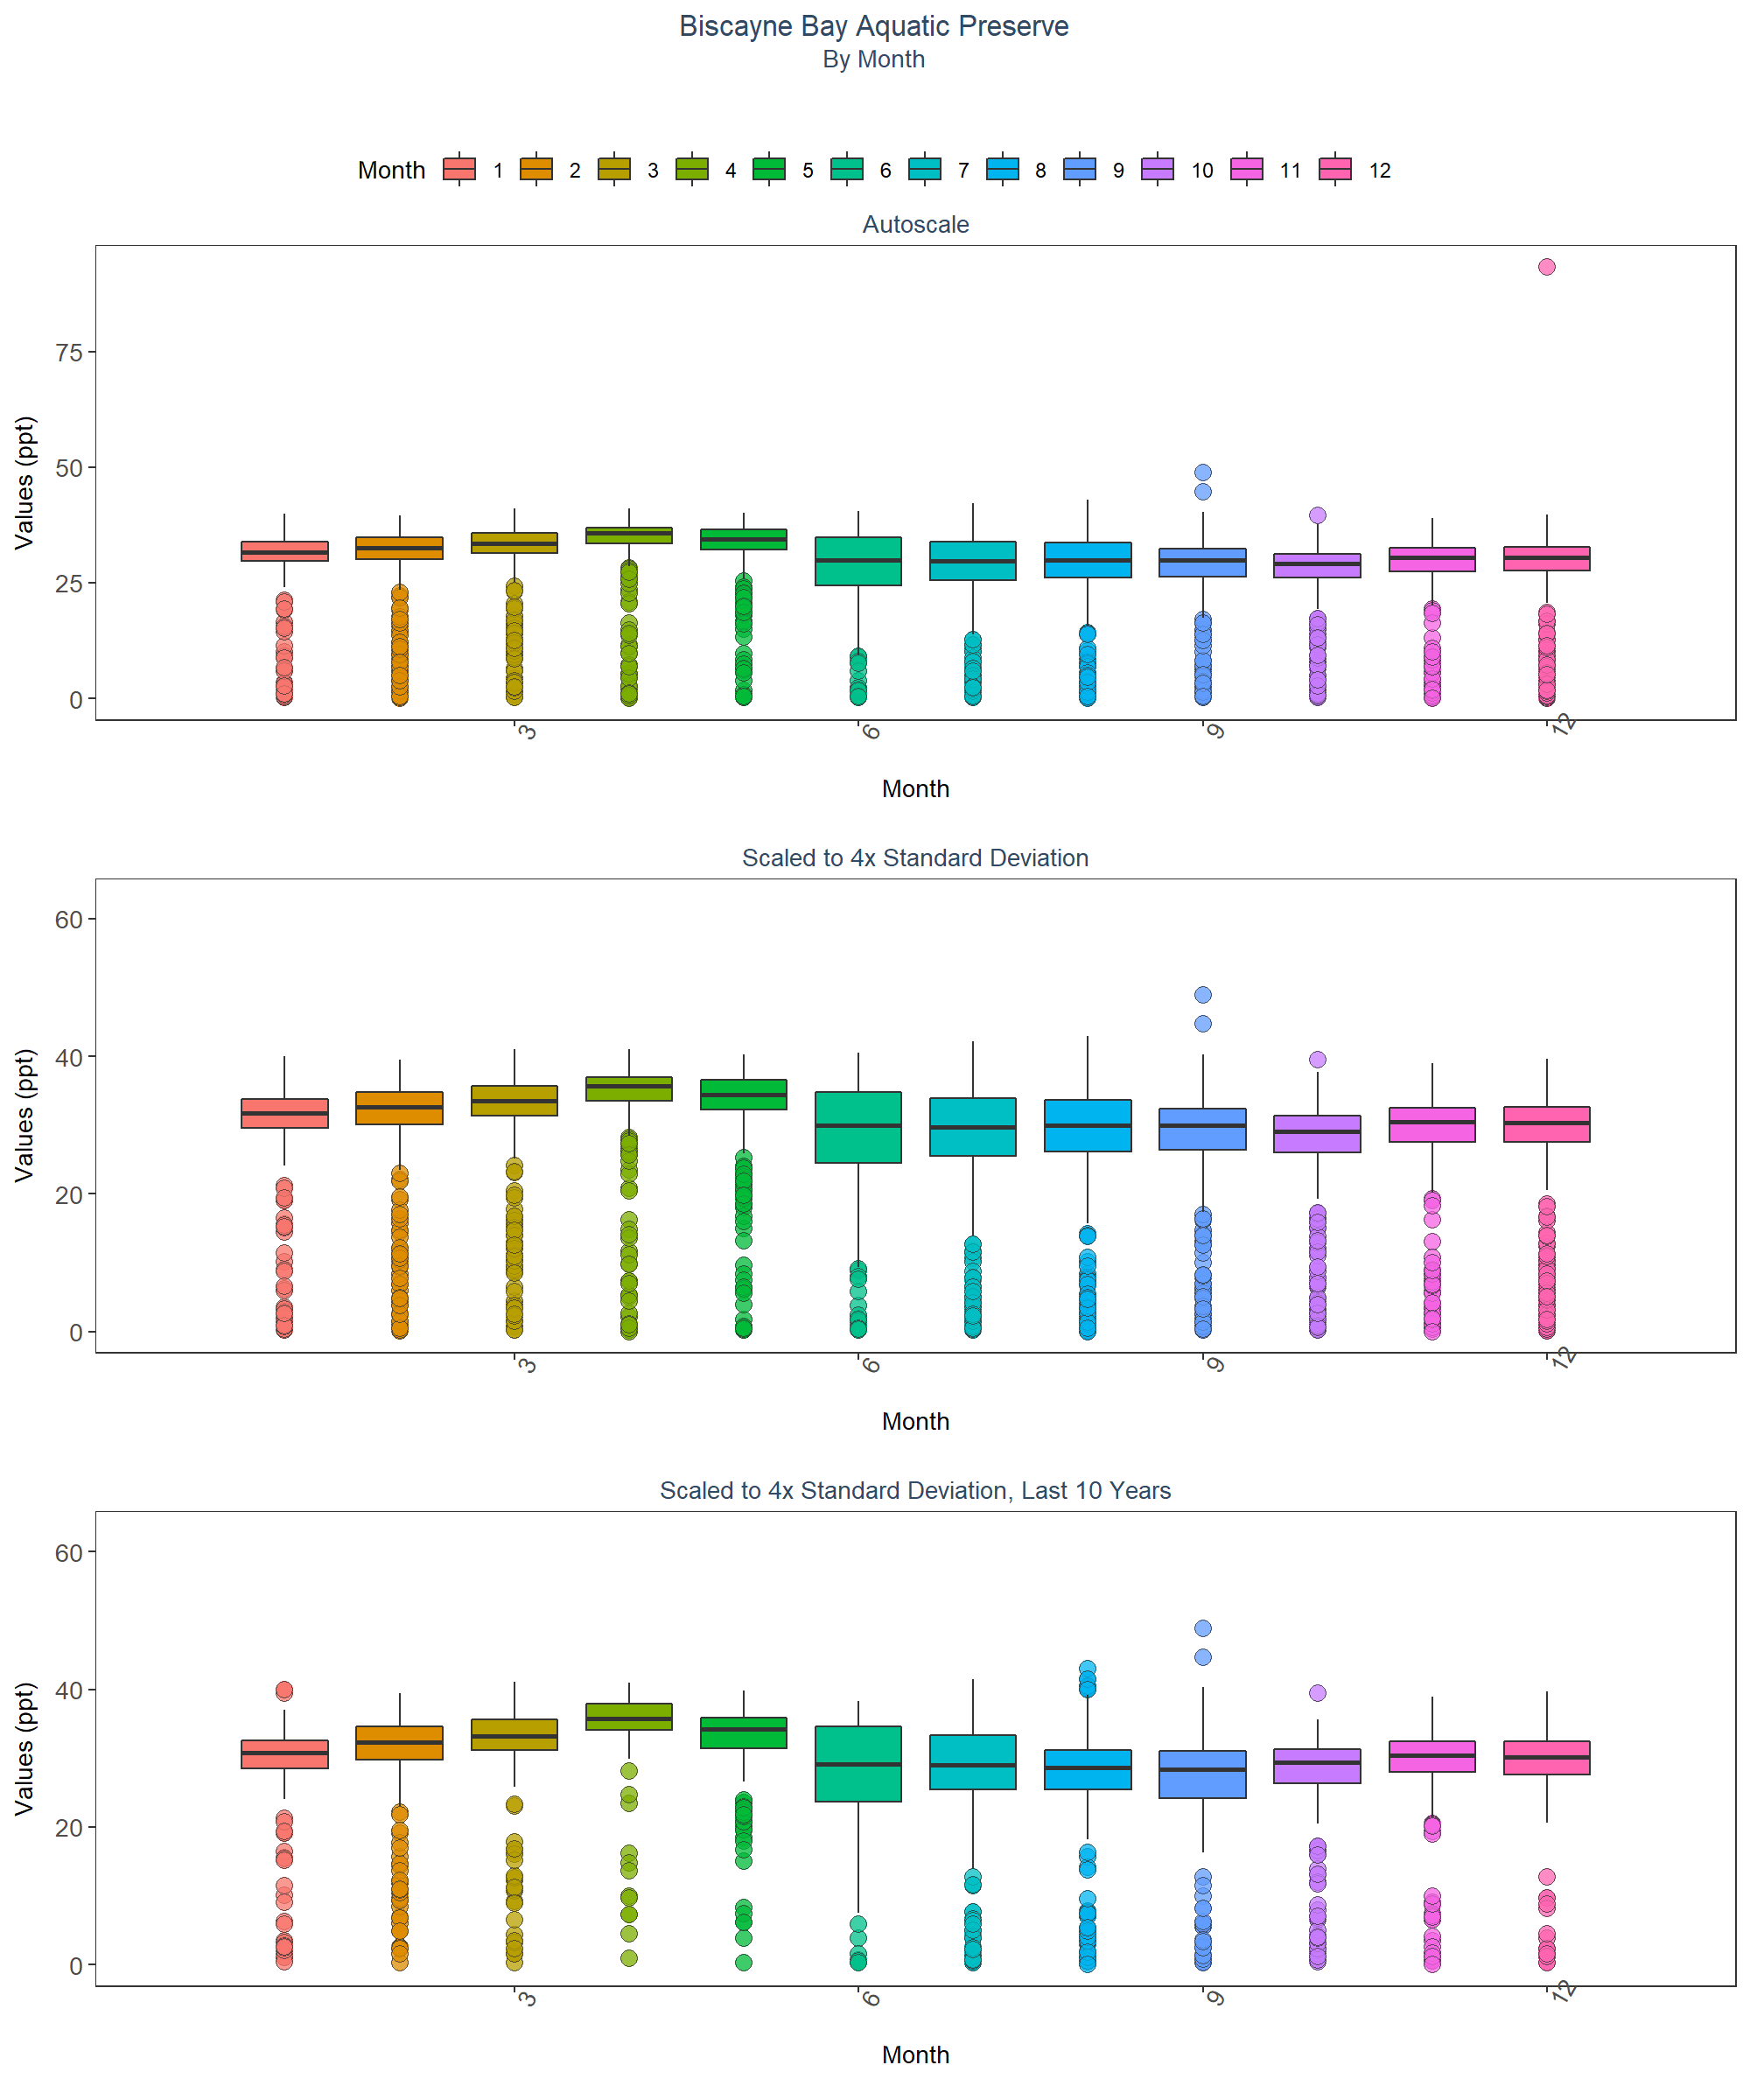 Biscayne Bay Aquatic Preserve
By Month
Month 1 2 3 4 5 6 7 8 9 10 11 12
Autoscale
Values (ppt)
75
50
25
0
3 6 9 12
Month
Scaled to 4x Standard Deviation
Values (ppt)
60
40
20
0
3 6 9 12
Month
Scaled to 4x Standard Deviation, Last 10 Years
Values (ppt)
60
40
20
0
3 6 9 12
Month